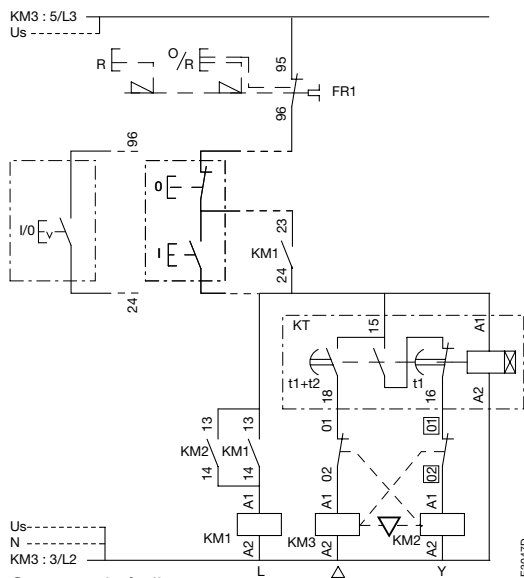 KM3 : 5/L3
Us
R
O/R
95
FR1
96
96
0
I/0
v
I
23
KM1
24
24
KT
15
A1
t1+t2
t1
18
16
A2
01
01
13
13
KM2
KM1
14
14
02
02
A1
A1
A1
KM1
KM3
KM2
A2
A2
A2
Us
N
KM3 : 3/L2
L
Y